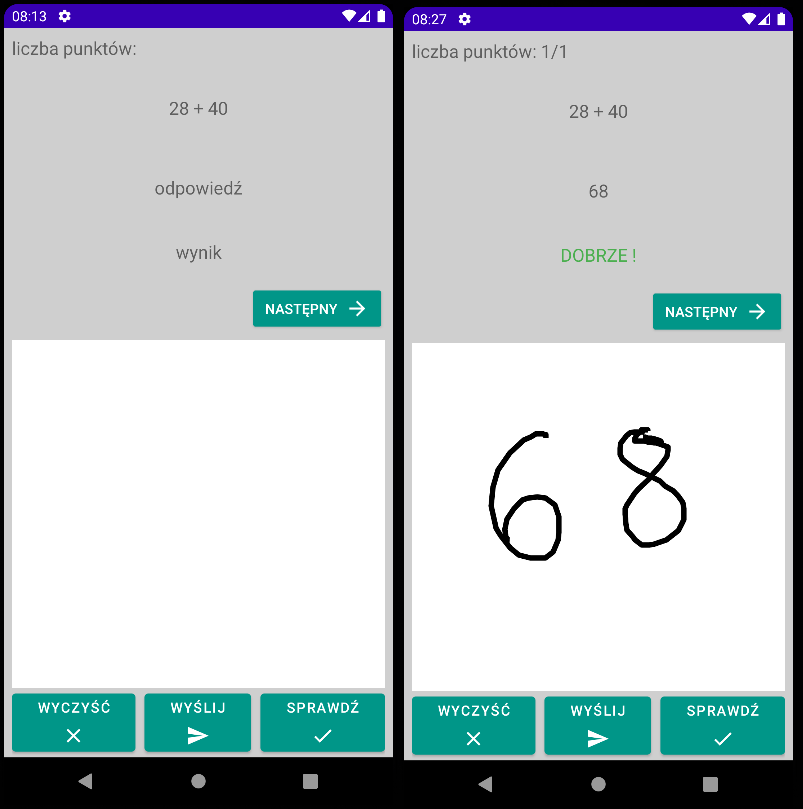 08:13
liczba punktów:
28 + 40
odpowiedź
wynik
NASTĘPNY
WYCZYŚĆ WYŚLIJ SPRAWDŹ
08:27
liczba punktów: 1/1
28 + 40
68
DOBRZE !
NASTĘPNY
68
WYCZYŚĆ WYŚLIJ SPRAWDŹ